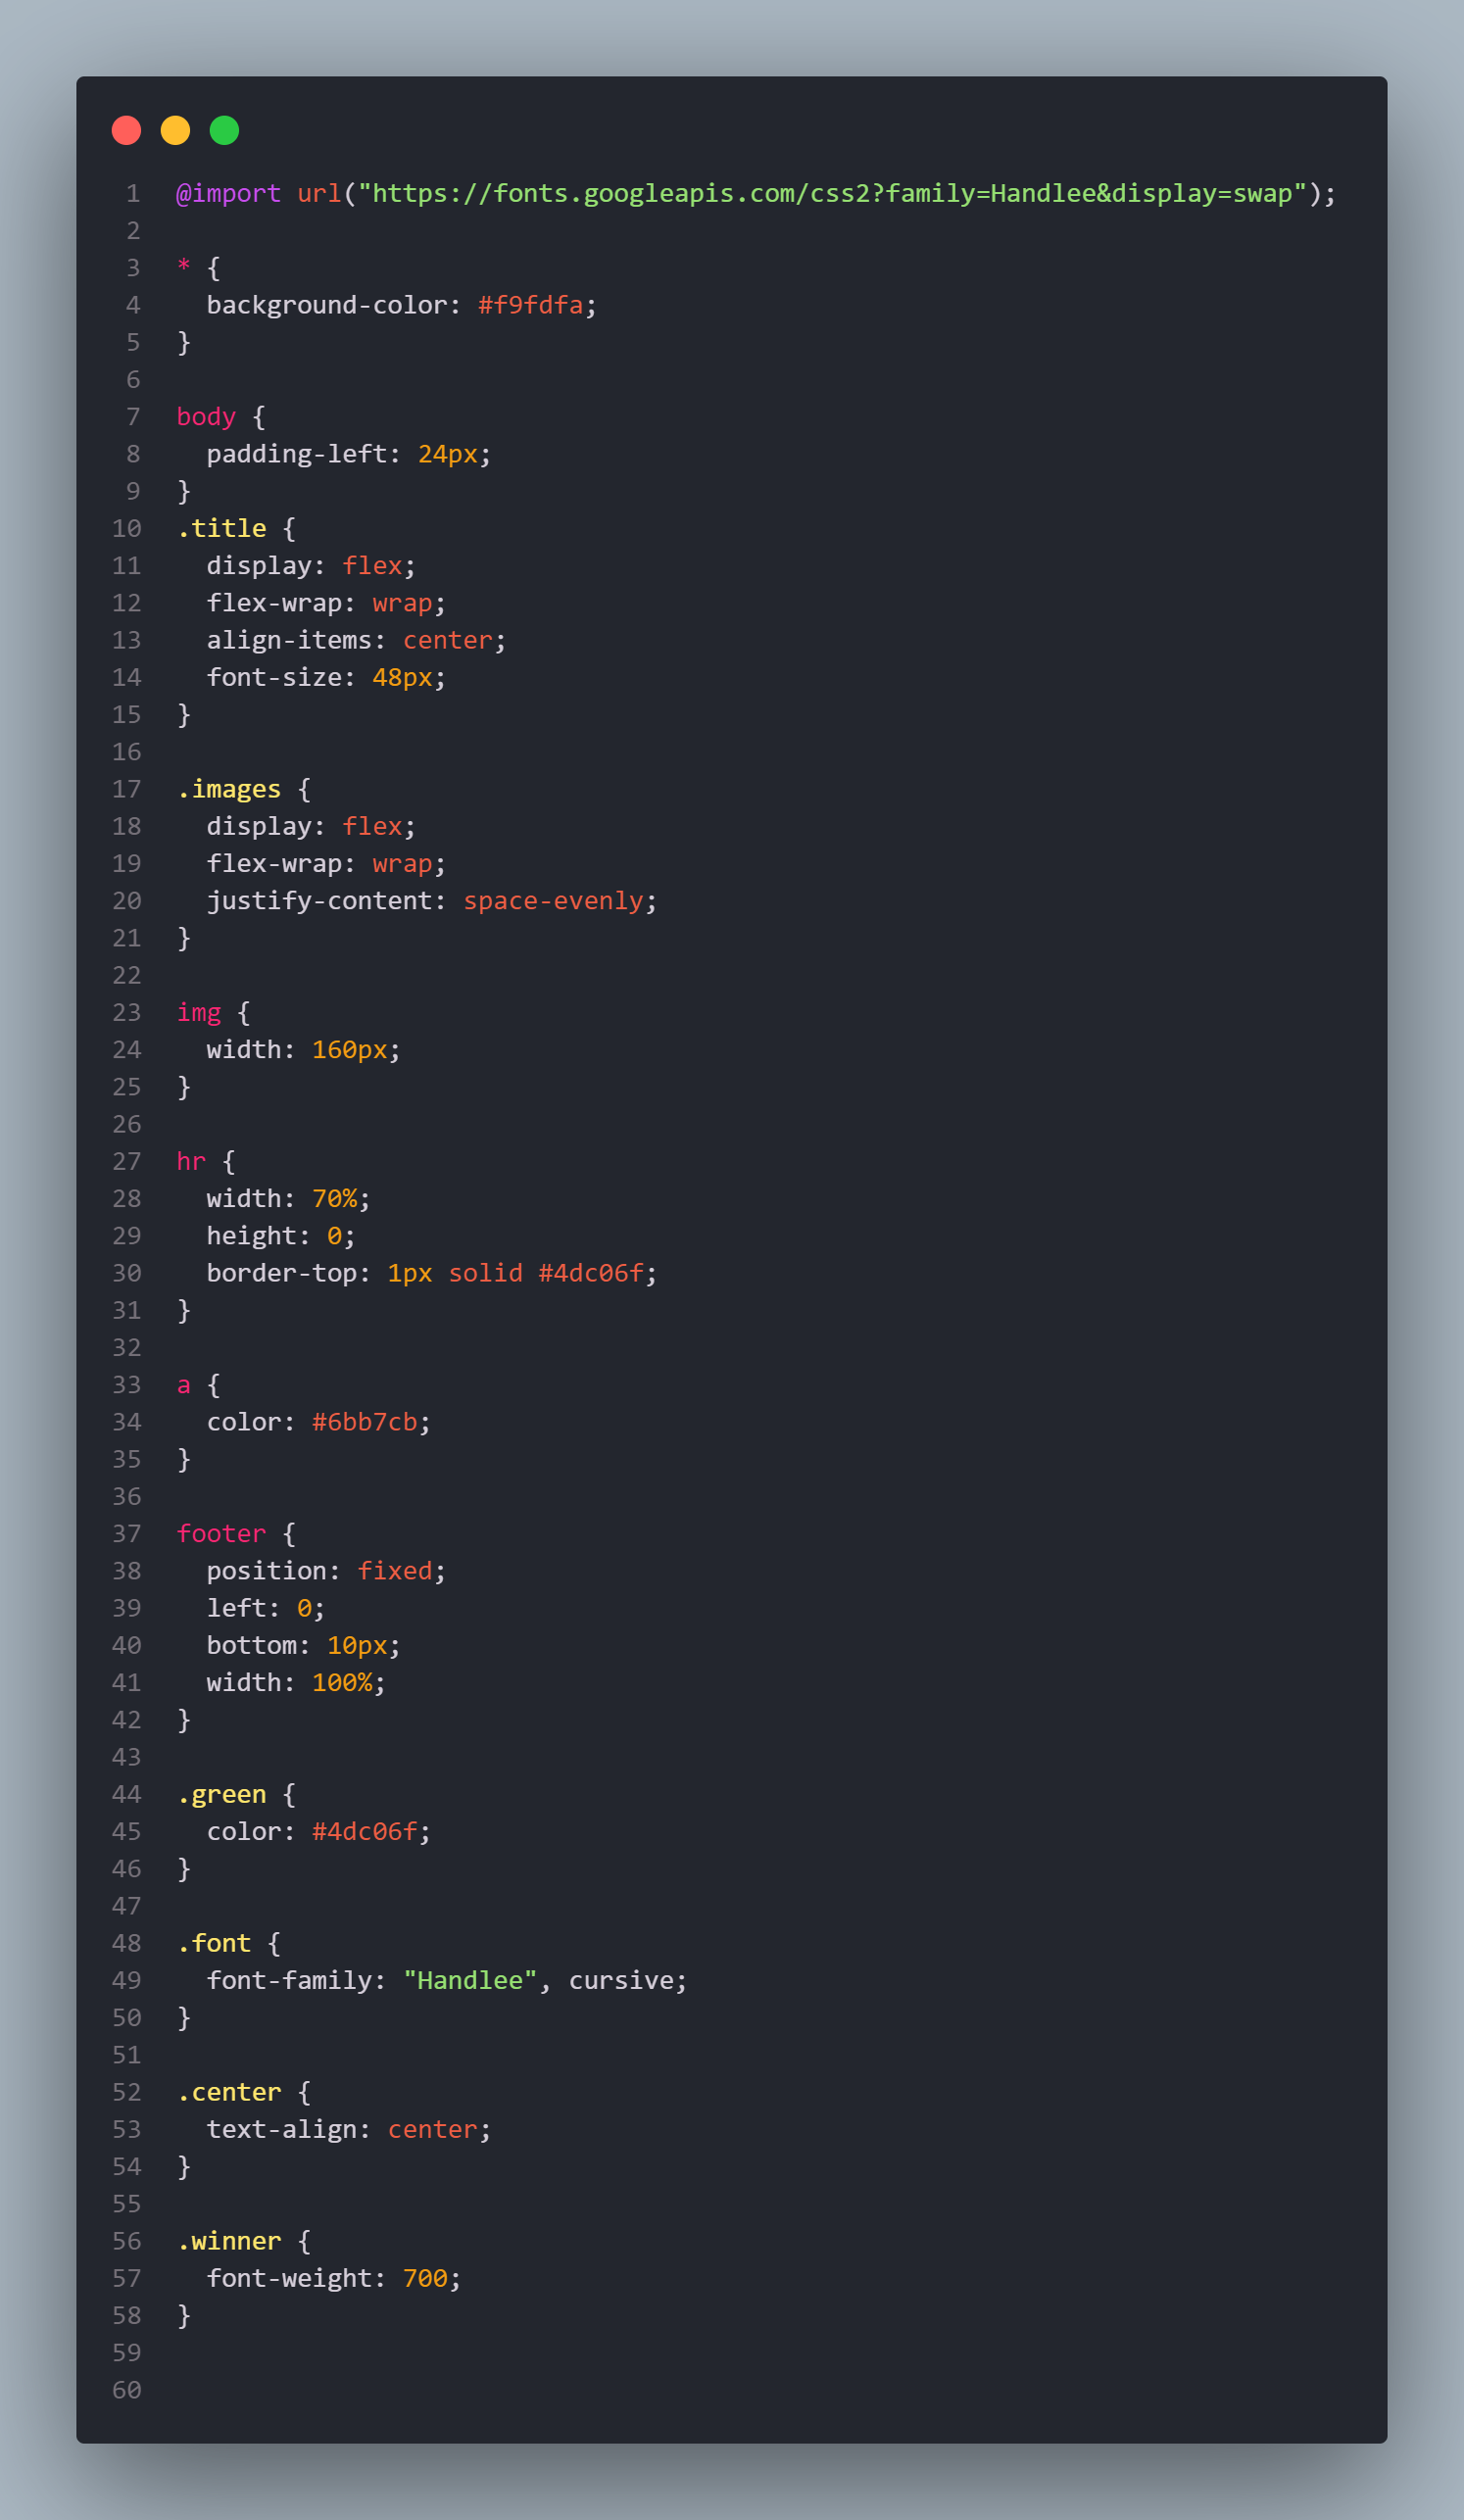 1 @import url("https://fonts.googleapis.com/css2?family=Handlee&display=swap");
2
3 * {
4   background-color: #f9fdfa;
5 }
6
7 body {
8   padding-left: 24px;
9 }
10 .title {
11   display: flex;
12   flex-wrap: wrap;
13   align-items: center;
14   font-size: 48px;
15 }
16
17 .images {
18   display: flex;
19   flex-wrap: wrap;
20   justify-content: space-evenly;
21 }
22
23 img {
24   width: 160px;
25 }
26
27 hr {
28   width: 70%;
29   height: 0;
30   border-top: 1px solid #4dc06f;
31 }
32
33 a {
34   color: #6bb7cb;
35 }
36
37 footer {
38   position: fixed;
39   left: 0;
40   bottom: 10px;
41   width: 100%;
42 }
43
44 .green {
45   color: #4dc06f;
46 }
47
48 .font {
49   font-family: "Handlee", cursive;
50 }
51
52 .center {
53   text-align: center;
54 }
55
56 .winner {
57   font-weight: 700;
58 }
59
60